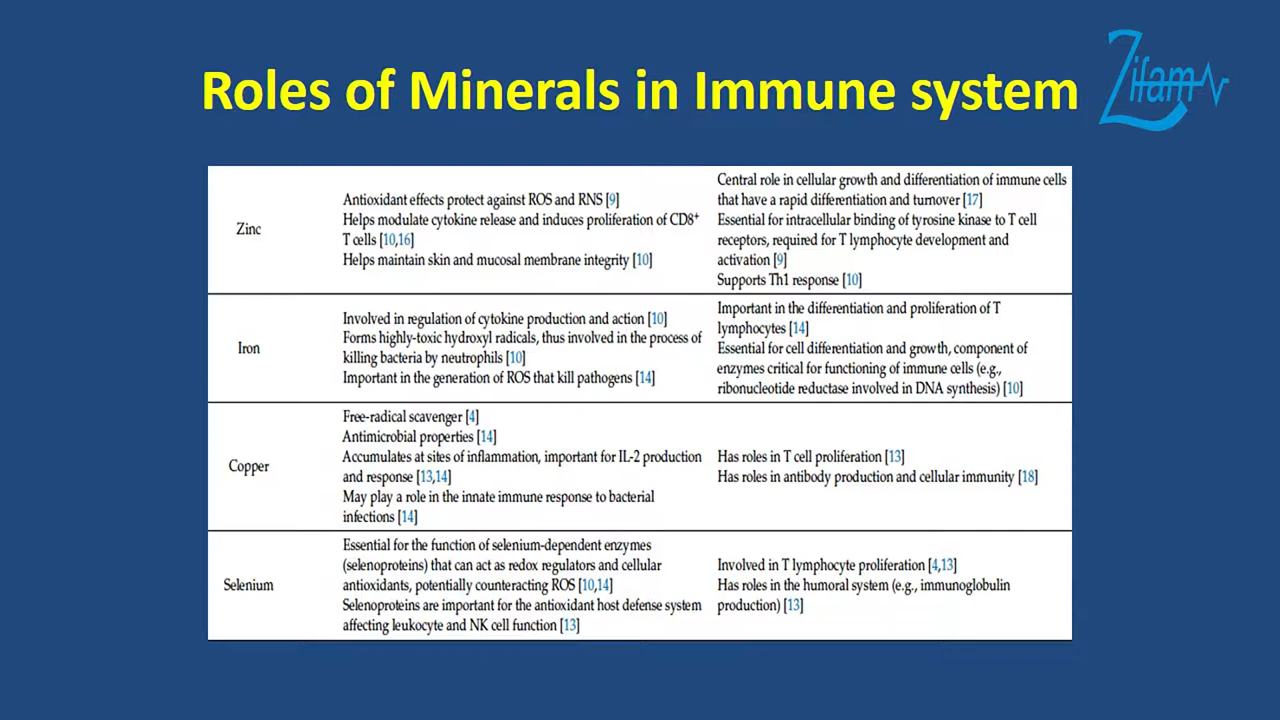 Roles of Minerals in Immune system
Zifam
Zinc
Antioxidant effects protect against ROS and RNS [9]
Helps modulate cytokine release and induces proliferation of CD8⁺
T cells [10,16]
Helps maintain skin and mucosal membrane integrity [10]
Central role in cellular growth and differentiation of immune cells
that have a rapid differentiation and turnover [17]
Essential for intracellular binding of tyrosine kinase to T cell
receptors, required for T lymphocyte development and
activation [9]
Supports Th1 response [10]
Iron
Involved in regulation of cytokine production and action [10]
Forms highly-toxic hydroxyl radicals, thus involved in the process of
killing bacteria by neutrophils [10]
Important in the generation of ROS that kill pathogens [14]
Important in the differentiation and proliferation of T
lymphocytes [14]
Essential for cell differentiation and growth, component of
enzymes critical for functioning of immune cells (e.g.,
ribonucleotide reductase involved in DNA synthesis) [10]
Copper
Free-radical scavenger [4]
Antimicrobial properties [14]
Accumulates at sites of inflammation, important for IL-2 production
and response [13,14]
May play a role in the innate immune response to bacterial
infections [14]
Has roles in T cell proliferation [13]
Has roles in antibody production and cellular immunity [18]
Selenium
Essential for the function of selenium-dependent enzymes
(selenoproteins) that can act as redox regulators and cellular
antioxidants, potentially counteracting ROS [10,14]
Selenoproteins are important for the antioxidant host defense system
affecting leukocyte and NK cell function [13]
Involved in T lymphocyte proliferation [4,13]
Has roles in the humoral system (e.g., immunoglobulin
production) [13]